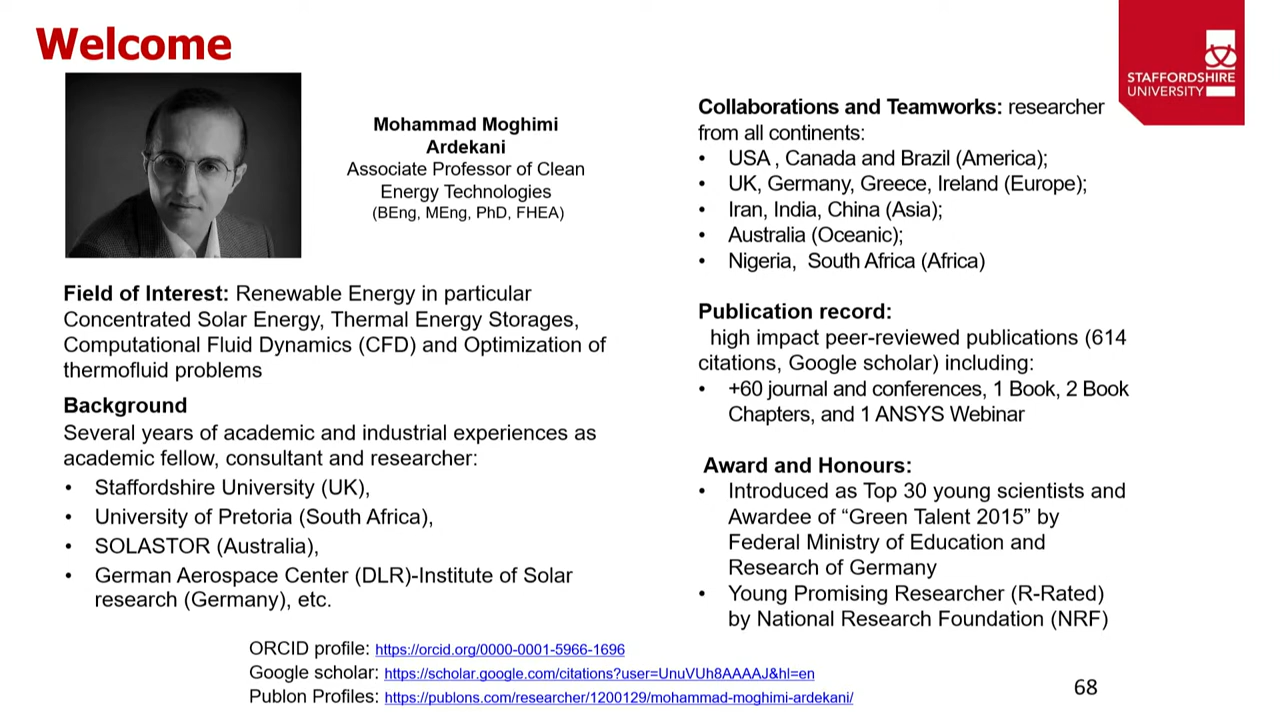 Welcome
STAFFORDSHIRE
UNIVERSITY
Mohammad Moghimi
Ardekani
Associate Professor of Clean
Energy Technologies
(BEng, MEng, PhD, FHEA)
Field of Interest: Renewable Energy in particular
Concentrated Solar Energy, Thermal Energy Storages,
Computational Fluid Dynamics (CFD) and Optimization of
thermofluid problems
Background
Several years of academic and industrial experiences as
academic fellow, consultant and researcher:
• Staffordshire University (UK),
• University of Pretoria (South Africa),
• SOLASTOR (Australia),
• German Aerospace Center (DLR)-Institute of Solar
research (Germany), etc.
Collaborations and Teamworks: researcher
from all continents:
• USA , Canada and Brazil (America);
• UK, Germany, Greece, Ireland (Europe);
• Iran, India, China (Asia);
• Australia (Oceanic);
• Nigeria, South Africa (Africa)
Publication record:
high impact peer-reviewed publications (614
citations, Google scholar) including:
• +60 journal and conferences, 1 Book, 2 Book
Chapters, and 1 ANSYS Webinar
Award and Honours:
• Introduced as Top 30 young scientists and
Awardee of “Green Talent 2015” by
Federal Ministry of Education and
Research of Germany
• Young Promising Researcher (R-Rated)
by National Research Foundation (NRF)
ORCID profile: https://orcid.org/0000-0001-5966-1696
Google scholar: https://scholar.google.com/citations?user=UnuVUh8AAAAJ&hl=en
Publon Profiles: https://publons.com/researcher/1200129/mohammad-moghimi-ardekani/
68